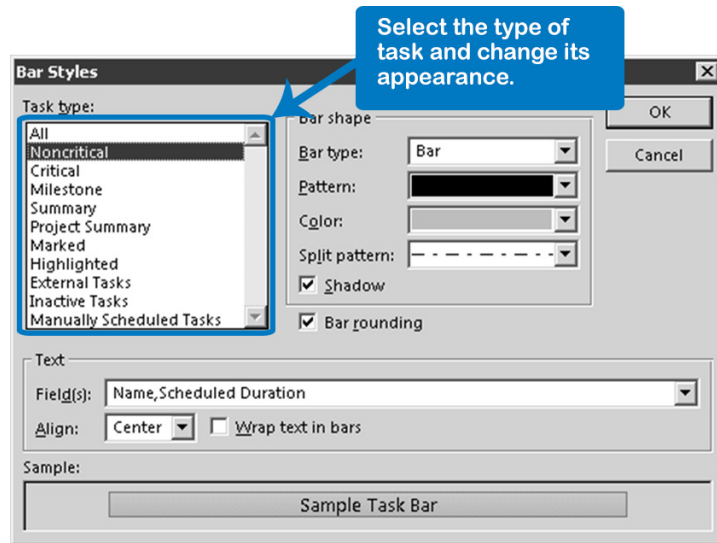 Select the type of
task and change its
appearance.
Bar Styles
Task type:
All
Noncritical
Critical
Milestone
Summary
Project Summary
Marked
Highlighted
External Tasks
Inactive Tasks
Manually Scheduled Tasks
Bar shape
Bar type: Bar
Pattern:
Color:
Split pattern:
Shadow
Bar rounding
OK
Cancel
Text
Field(s): Name,Scheduled Duration
Align: Center Wrap text in bars
Sample:
Sample Task Bar